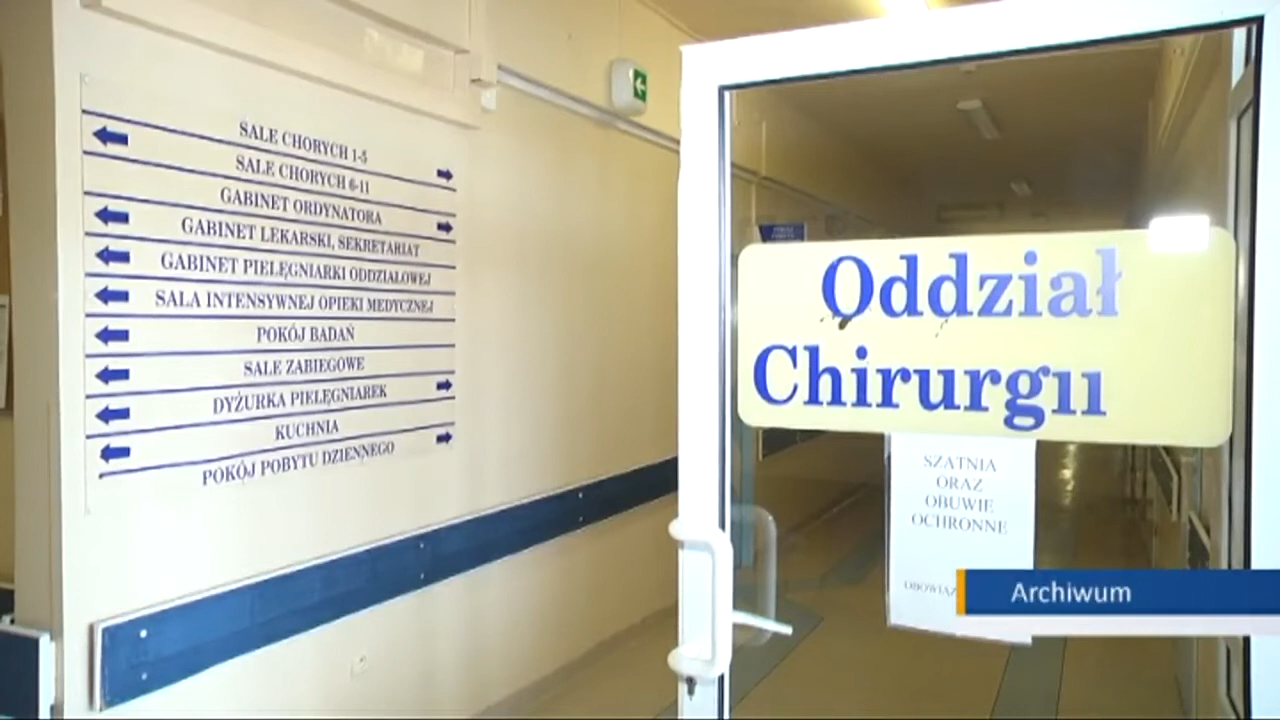 SALE CHORYCH 1-5
SALE CHORYCH 6-11
GABINET ORDYNATORA
GABINET LEKARSKI, SEKRETARIAT
GABINET PIELĘGNIARKI ODDZIAŁOWEJ
SALA INTENSYWNEJ OPIEKI MEDYCZNEJ
POKÓJ BADAŃ
SALE ZABIEGOWE
DYŻURKA PIELĘGNIAREK
KUCHNIA
POKÓJ POBYTU DZIENNEGO
Oddział
Chirurgii
SZATNIA
ORAZ
OBUWIE
OCHRONNE
Archiwum